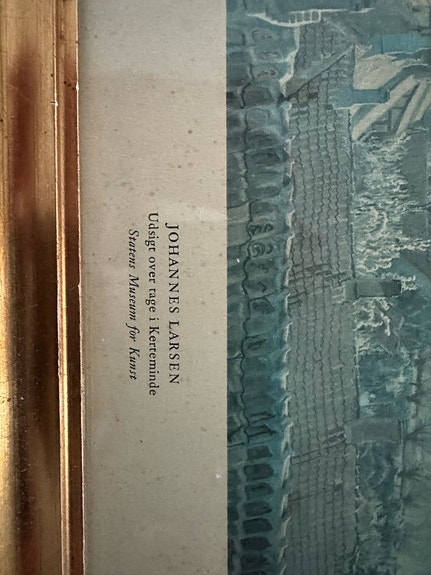 JOHANNES LARSEN
Udsigt over tage i Kerteminde
Statens Museum for Kunst